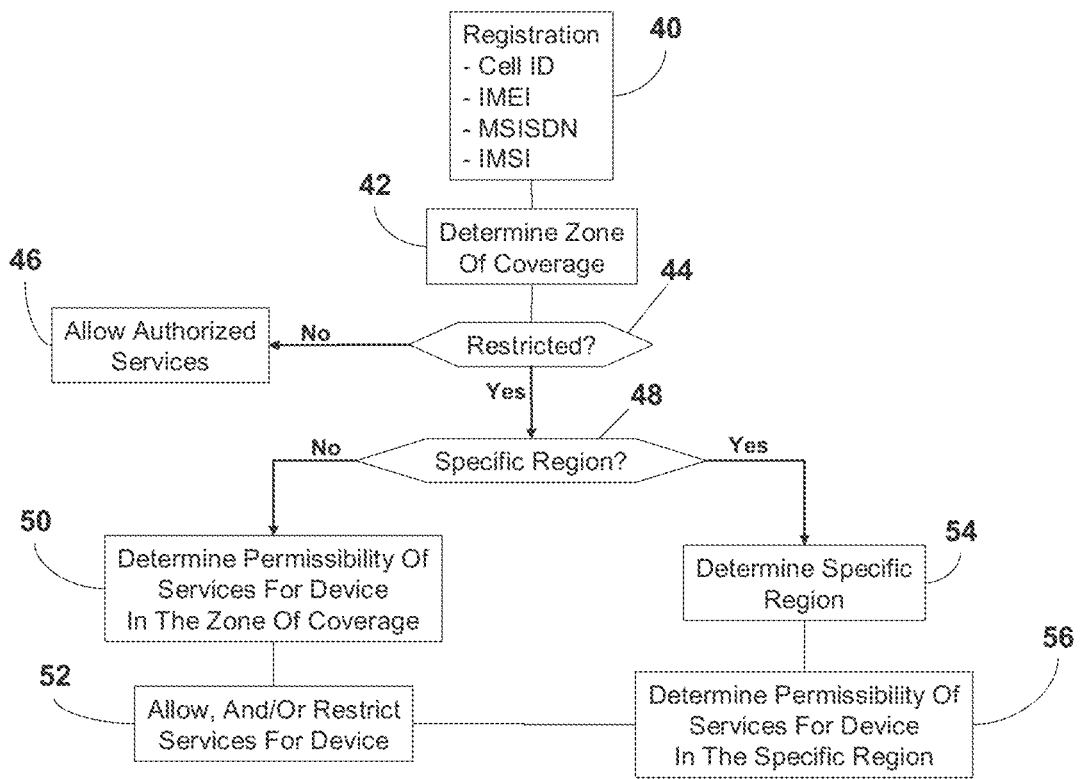 Registration
- Cell ID
- IMEI
- MSISDN
- IMSI
40
42
Determine Zone
Of Coverage
46
44
Allow Authorized
Services
No
Restricted?
Yes
48
No
Specific Region?
Yes
50
54
Determine Permissibility Of
Services For Device
In The Zone Of Coverage
Determine Specific
Region
52
56
Allow, And/Or Restrict
Services For Device
Determine Permissibility Of
Services For Device
In The Specific Region